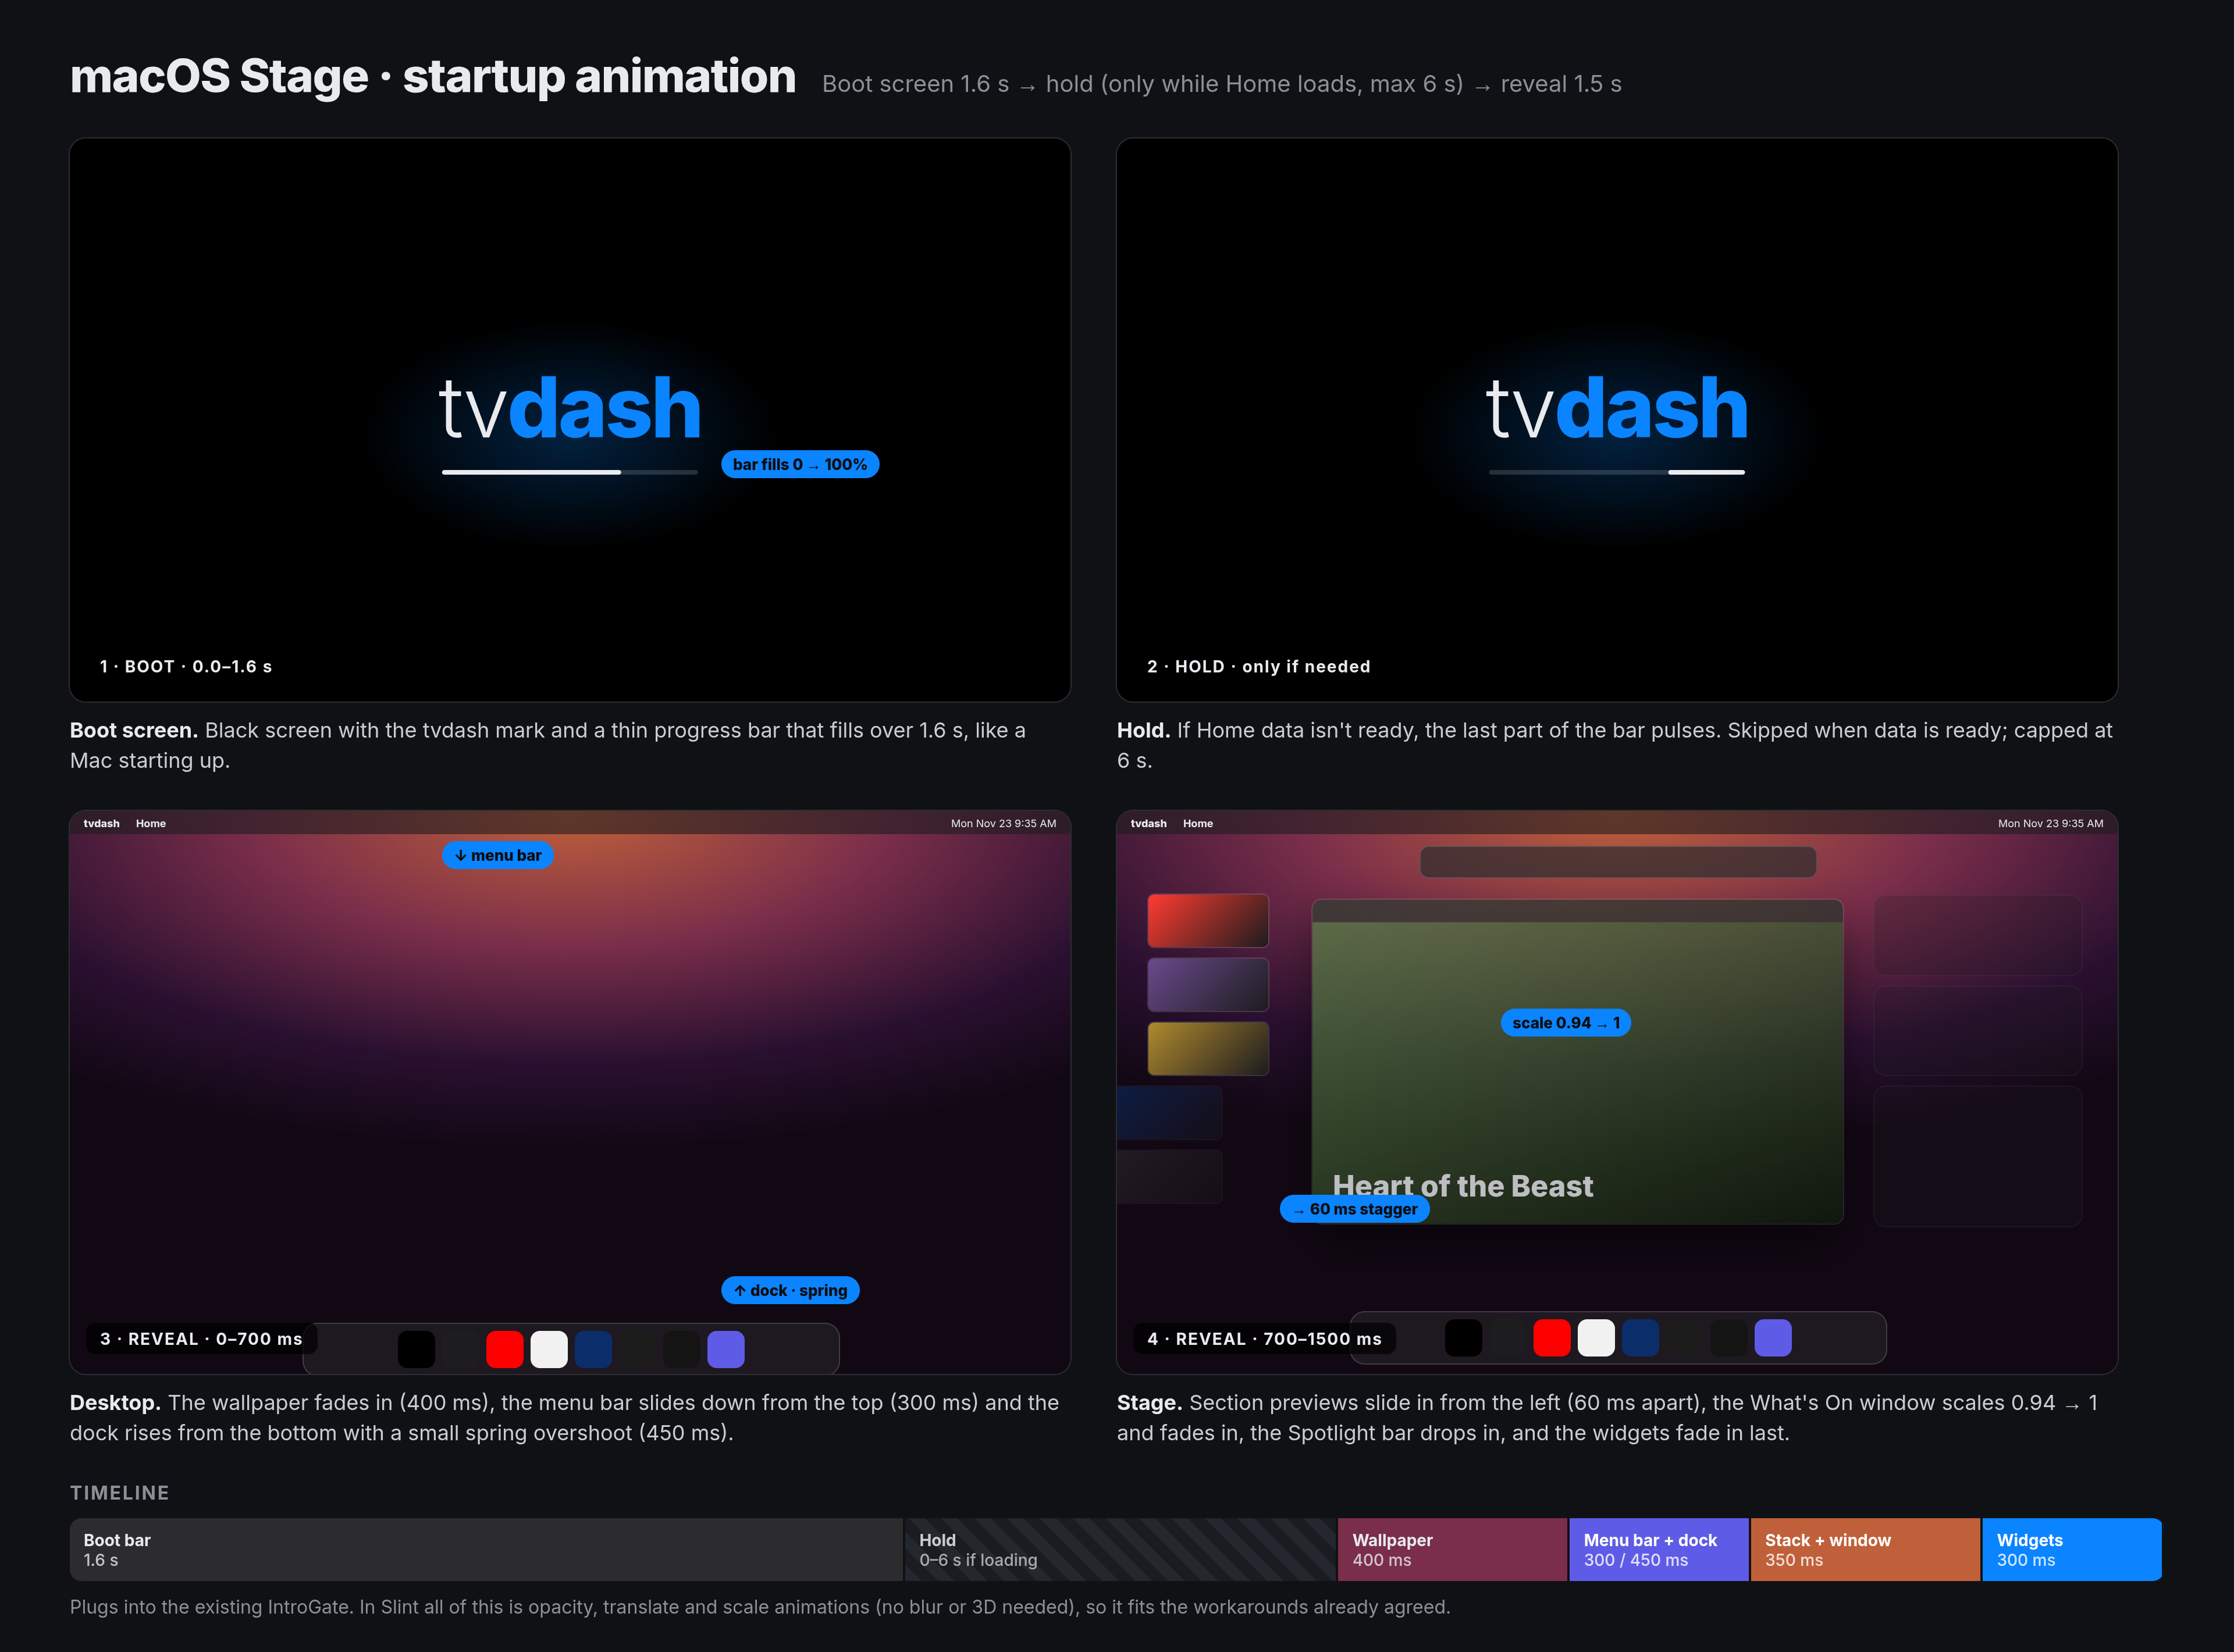 macOS Stage · startup animation Boot screen 1.6 s → hold (only while Home loads, max 6 s) → reveal 1.5 s
tvdash
bar fills 0 → 100%
1 · BOOT · 0.0–1.6 s
tvdash
2 · HOLD · only if needed
Boot screen. Black screen with the tvdash mark and a thin progress bar that fills over 1.6 s, like a
Mac starting up.
Hold. If Home data isn't ready, the last part of the bar pulses. Skipped when data is ready; capped at
6 s.
tvdash Home Mon Nov 23 9:35 AM
↓ menu bar
↑ dock · spring
3 · REVEAL · 0–700 ms
tvdash Home Mon Nov 23 9:35 AM
scale 0.94 → 1
Heart of the Beast
→ 60 ms stagger
4 · REVEAL · 700–1500 ms
Desktop. The wallpaper fades in (400 ms), the menu bar slides down from the top (300 ms) and the
dock rises from the bottom with a small spring overshoot (450 ms).
Stage. Section previews slide in from the left (60 ms apart), the What's On window scales 0.94 → 1
and fades in, the Spotlight bar drops in, and the widgets fade in last.
TIMELINE
Boot bar
1.6 s
Hold
0–6 s if loading
Wallpaper
400 ms
Menu bar + dock
300 / 450 ms
Stack + window
350 ms
Widgets
300 ms
Plugs into the existing IntroGate. In Slint all of this is opacity, translate and scale animations (no blur or 3D needed), so it fits the workarounds already agreed.